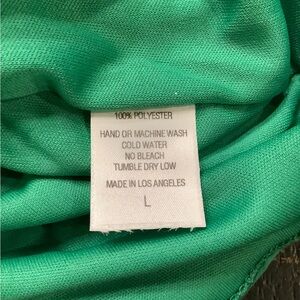 100% POLYESTER
HAND OR MACHINE WASH
COLD WATER
NO BLEACH
TUMBLE DRY LOW
MADE IN LOS ANGELES
L